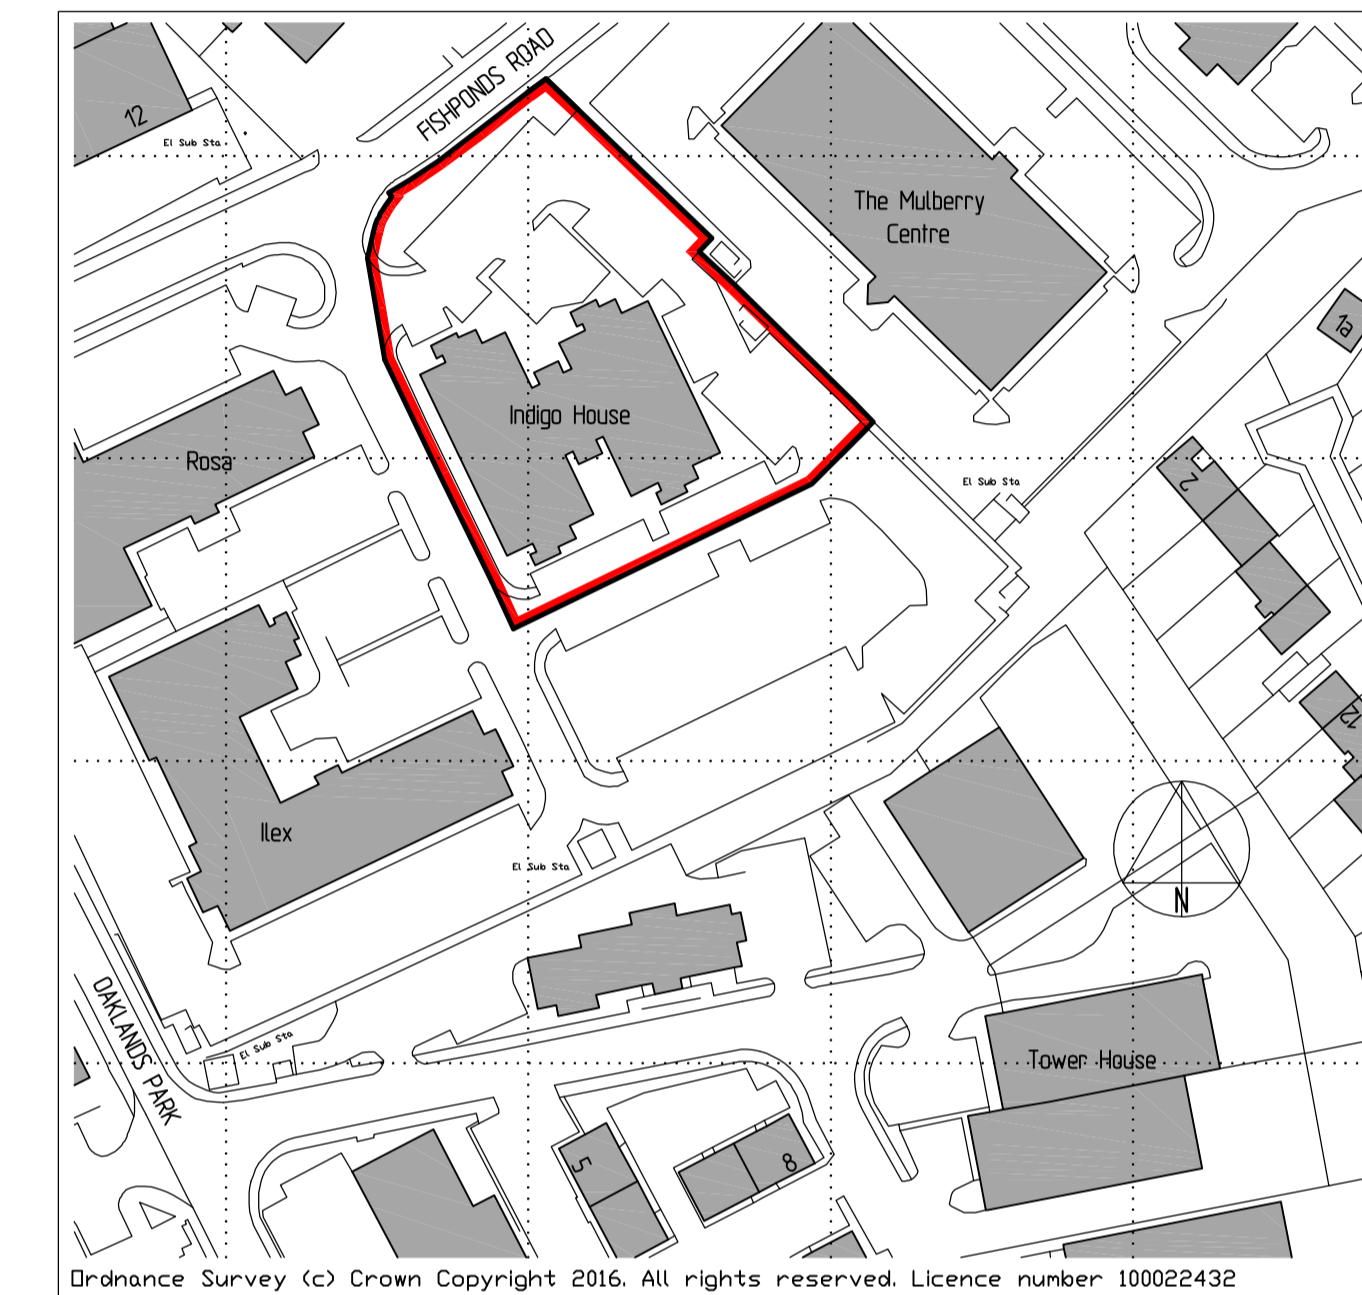 FISHPONDS ROAD
12
El Sub Sta
The Mulberry
Centre
1a
Indigo House
Rosa
El Sub Sta
2
12
Ilex
El Sub Sta
N
OAKLANDS PARK
El Sub Sta
Tower House
5
8
Ordnance Survey (c) Crown Copyright 2016. All rights reserved. Licence number 100022432